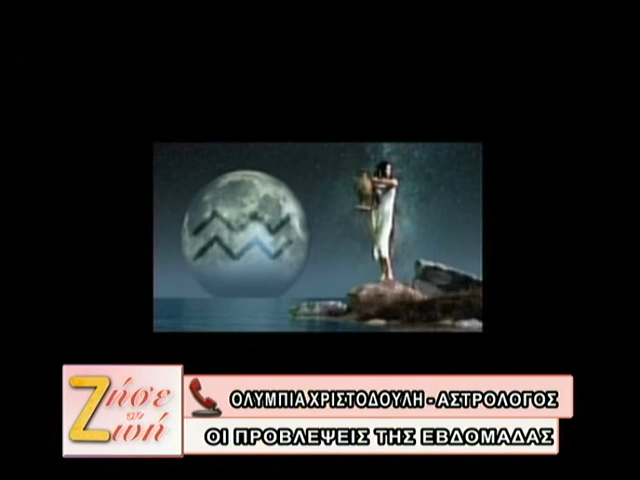 Ζήσε
τη
Ζωή
ΟΛΥΜΠΙΑ ΧΡΙΣΤΟΔΟΥΛΗ - ΑΣΤΡΟΛΟΓΟΣ
ΟΙ ΠΡΟΒΛΕΨΕΙΣ ΤΗΣ ΕΒΔΟΜΑΔΑΣ